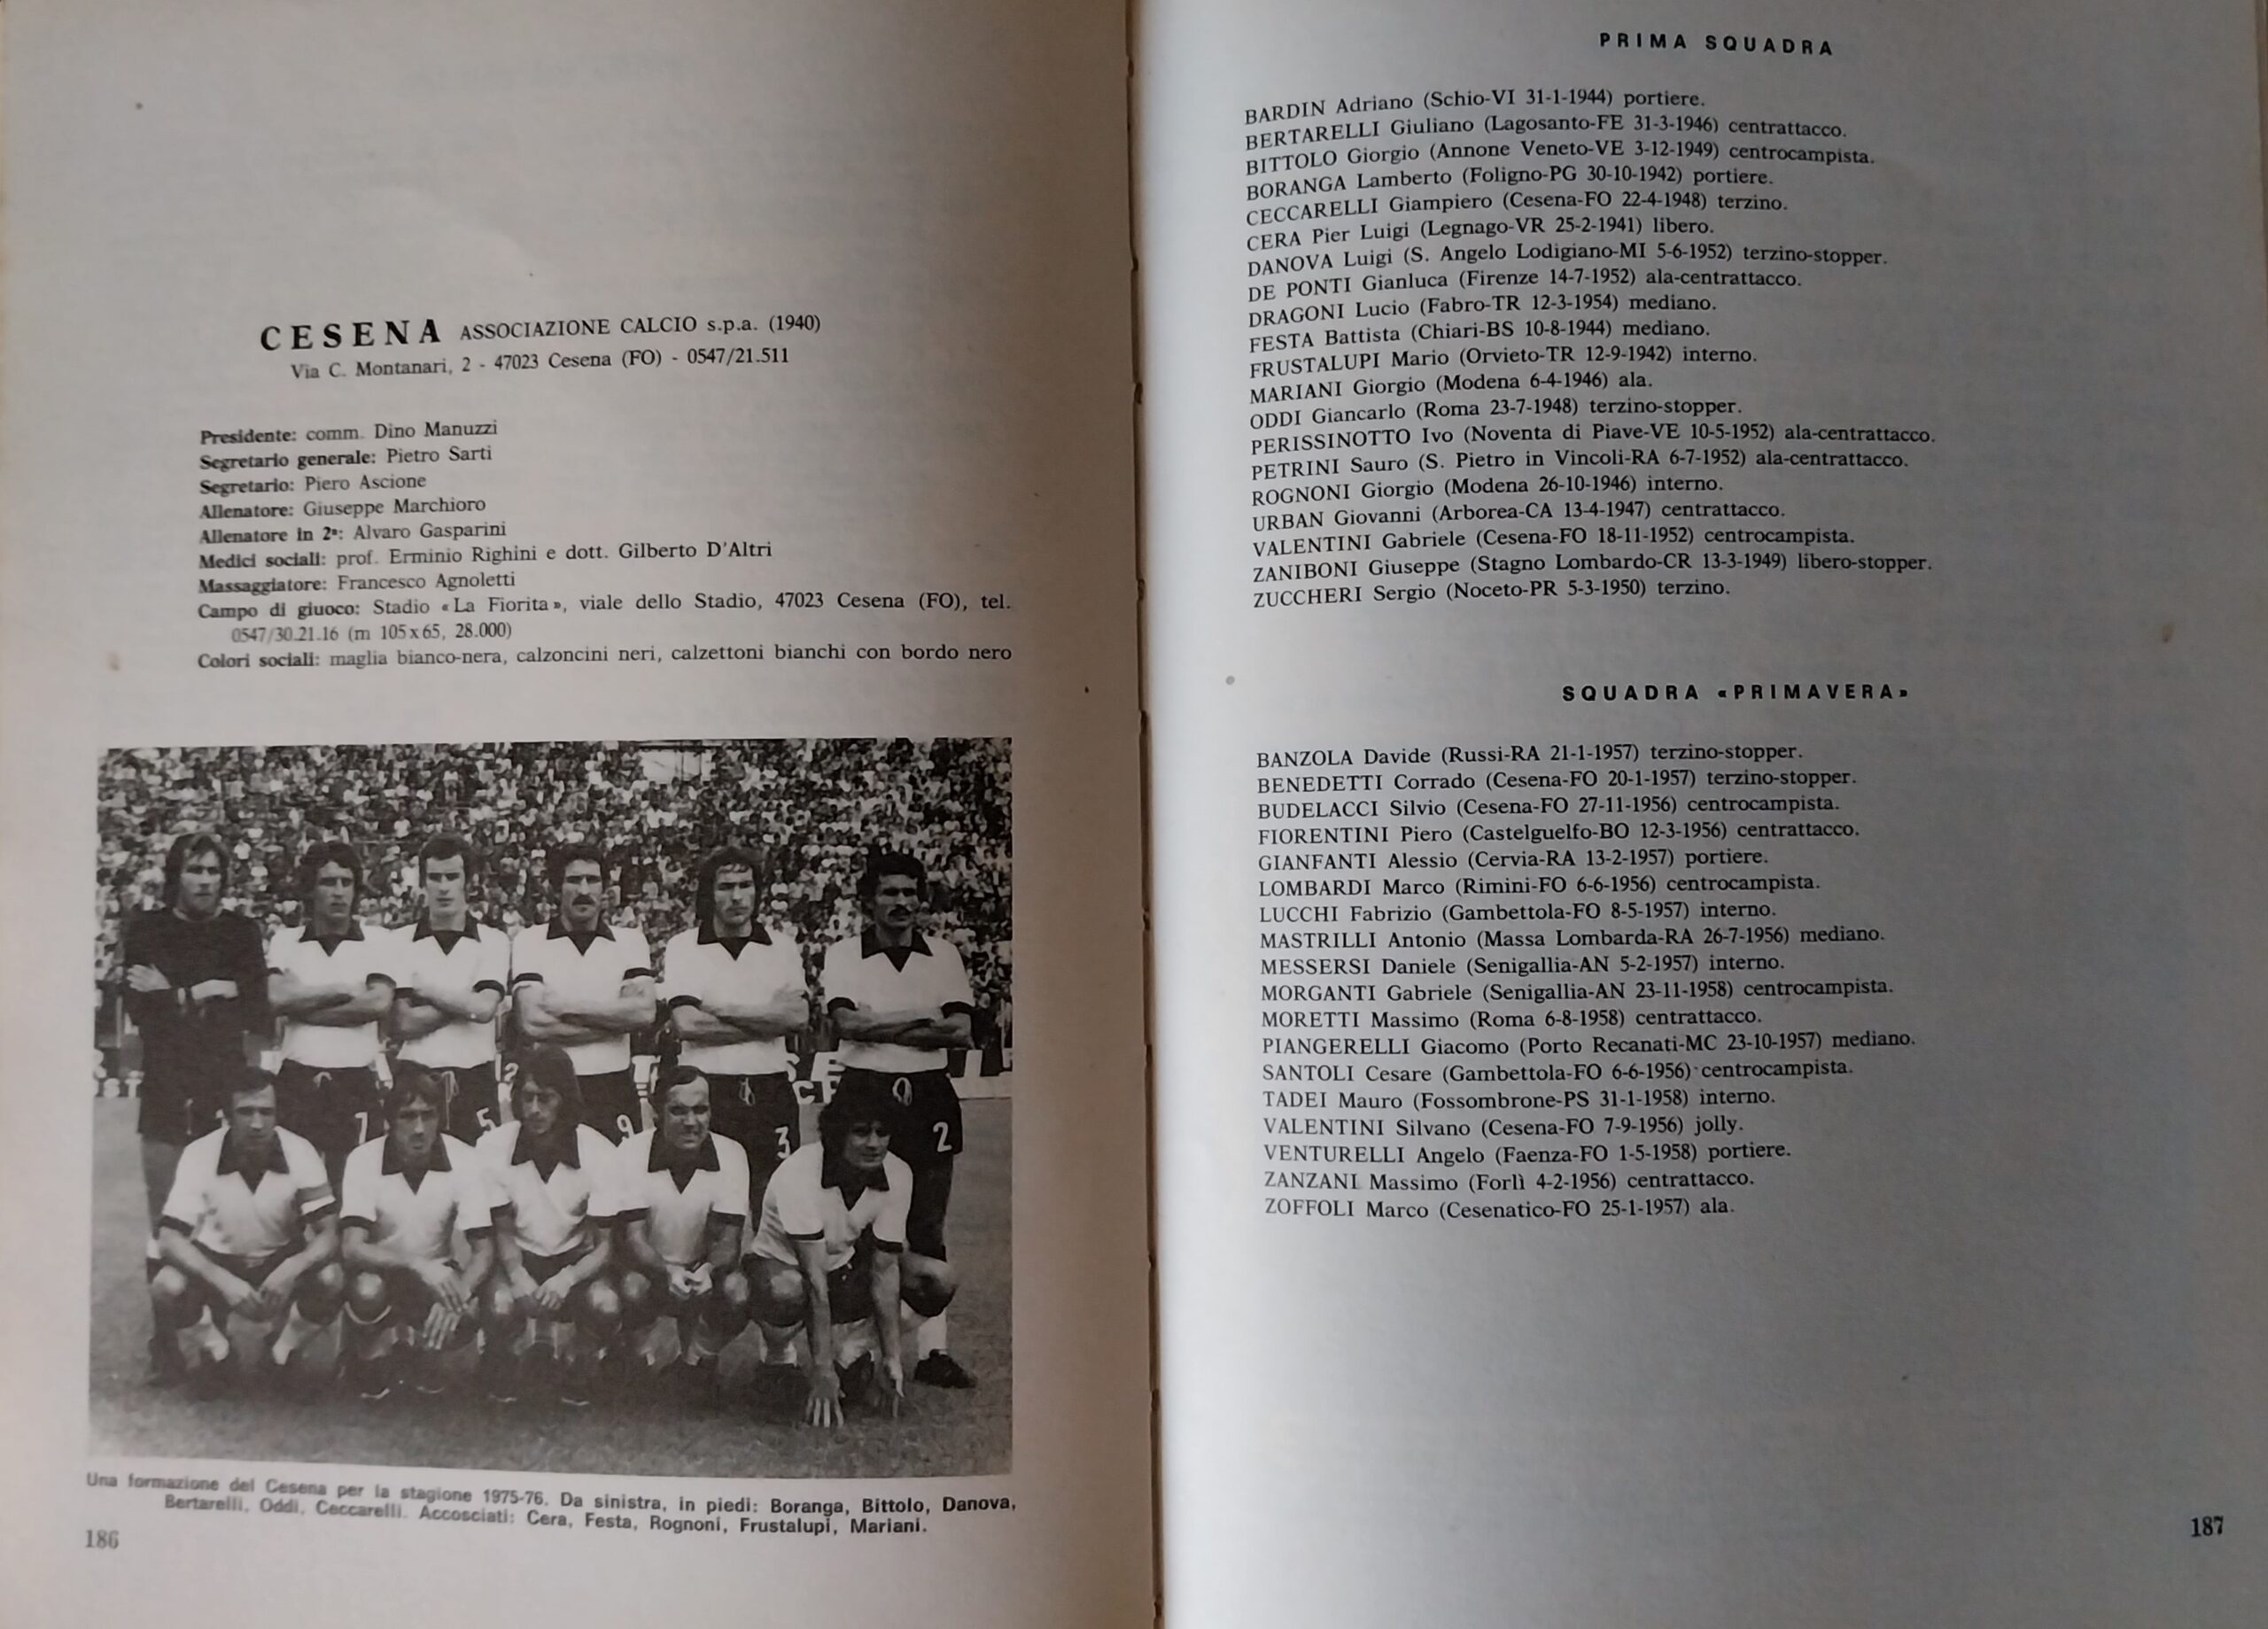 CESENA ASSOCIAZIONE CALCIO s.p.a. (1940)
Via C. Montanari, 2 - 47023 Cesena (FO) - 0547/21.511
Presidente: comm. Dino Manuzzi
Segretario generale: Pietro Sarti
Segretario: Piero Ascione
Allenatore: Giuseppe Marchioro
Allenatore in 2ª: Alvaro Gasparini
Medici sociali: prof. Erminio Righini e dott. Gilberto D'Altri
Massaggiatore: Francesco Agnoletti
Campo di giuoco: Stadio «La Fiorita», viale dello Stadio, 47023 Cesena (FO), tel.
0547/30.21.16 (m 105x65, 28.000)
Colori sociali: maglia bianco-nera, calzoncini neri, calzettoni bianchi con bordo nero
7
5
9
3
2
Una formazione del Cesena per la stagione 1975-76. Da sinistra, in piedi: Boranga, Bittolo, Danova,
Bertarelli, Oddi, Ceccarelli. Accosciati: Cera, Festa, Rognoni, Frustalupi, Mariani.
186
PRIMA SQUADRA
BARDIN Adriano (Schio-VI 31-1-1944) portiere.
BERTARELLI Giuliano (Lagosanto-FE 31-3-1946) centrattacco.
BITTOLO Giorgio (Annone Veneto-VE 3-12-1949) centrocampista.
BORANGA Lamberto (Foligno-PG 30-10-1942) portiere.
CECCARELLI Giampiero (Cesena-FO 22-4-1948) terzino.
CERA Pier Luigi (Legnago-VR 25-2-1941) libero.
DANOVA Luigi (S. Angelo Lodigiano-MI 5-6-1952) terzino-stopper.
DE PONTI Gianluca (Firenze 14-7-1952) ala-centrattacco.
DRAGONI Lucio (Fabro-TR 12-3-1954) mediano.
FESTA Battista (Chiari-BS 10-8-1944) mediano.
FRUSTALUPI Mario (Orvieto-TR 12-9-1942) interno.
MARIANI Giorgio (Modena 6-4-1946) ala.
ODDI Giancarlo (Roma 23-7-1948) terzino-stopper.
PERISSINOTTO Ivo (Noventa di Piave-VE 10-5-1952) ala-centrattacco.
PETRINI Sauro (S. Pietro in Vincoli-RA 6-7-1952) ala-centrattacco.
ROGNONI Giorgio (Modena 26-10-1946) interno.
URBAN Giovanni (Arborea-CA 13-4-1947) centrattacco.
VALENTINI Gabriele (Cesena-FO 18-11-1952) centrocampista.
ZANIBONI Giuseppe (Stagno Lombardo-CR 13-3-1949) libero-stopper.
ZUCCHERI Sergio (Noceto-PR 5-3-1950) terzino.
SQUADRA «PRIMAVERA»
BANZOLA Davide (Russi-RA 21-1-1957) terzino-stopper.
BENEDETTI Corrado (Cesena-FO 20-1-1957) terzino-stopper.
BUDELACCI Silvio (Cesena-FO 27-11-1956) centrocampista.
FIORENTINI Piero (Castelguelfo-BO 12-3-1956) centrattacco.
GIANFANTI Alessio (Cervia-RA 13-2-1957) portiere.
LOMBARDI Marco (Rimini-FO 6-6-1956) centrocampista.
LUCCHI Fabrizio (Gambettola-FO 8-5-1957) interno.
MASTRILLI Antonio (Massa Lombarda-RA 26-7-1956) mediano.
MESSERSI Daniele (Senigallia-AN 5-2-1957) interno.
MORGANTI Gabriele (Senigallia-AN 23-11-1958) centrocampista.
MORETTI Massimo (Roma 6-8-1958) centrattacco.
PIANGERELLI Giacomo (Porto Recanati-MC 23-10-1957) mediano.
SANTOLI Cesare (Gambettola-FO 6-6-1956) centrocampista.
TADEI Mauro (Fossombrone-PS 31-1-1958) interno.
VALENTINI Silvano (Cesena-FO 7-9-1956) jolly.
VENTURELLI Angelo (Faenza-FO 1-5-1958) portiere.
ZANZANI Massimo (Forlì 4-2-1956) centrattacco.
ZOFFOLI Marco (Cesenatico-FO 25-1-1957) ala.
187